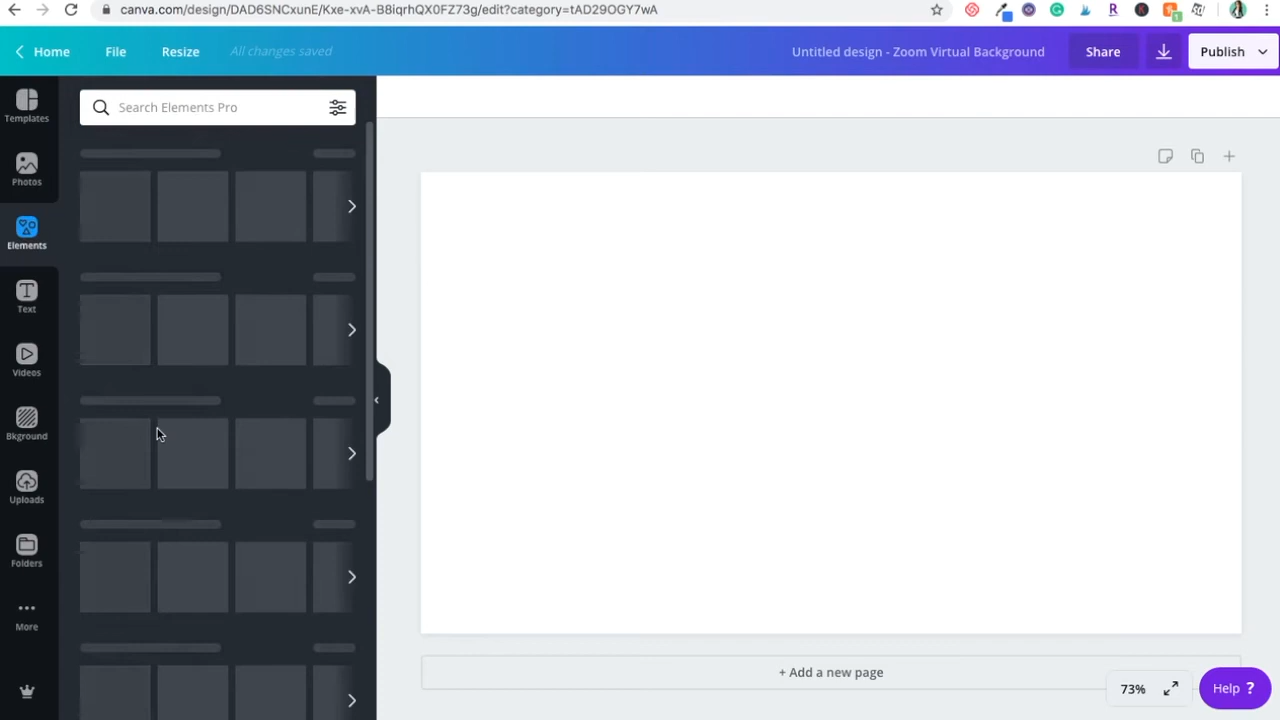 canva.com/design/DAD6SNCxunE/Kxe-xvA-B8iqrhQX0FZ73g/edit?category=tAD29OGY7wA
Home
File
Resize
All changes saved
Untitled design - Zoom Virtual Background
Share
Publish
Templates
Photos
Elements
Text
Videos
Bkground
Uploads
Folders
More
Search Elements Pro
+ Add a new page
73%
Help ?